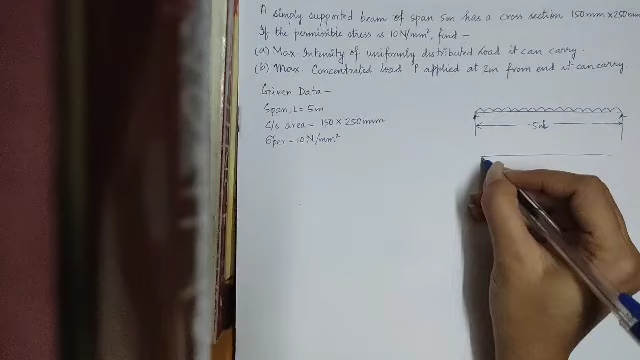 A simply supported beam of span 5m has a cross section 150mm x 250mm
If the permissible stress is 10N/mm², find -
(a) Max. Intensity of uniformly distributed load it can carry.
(b) Max. Concentrated load P applied at 2m from end it can carry
Given Data -
Span, L = 5m
C/s area - 150 x 250mm
σper = 10 N/mm²
5m